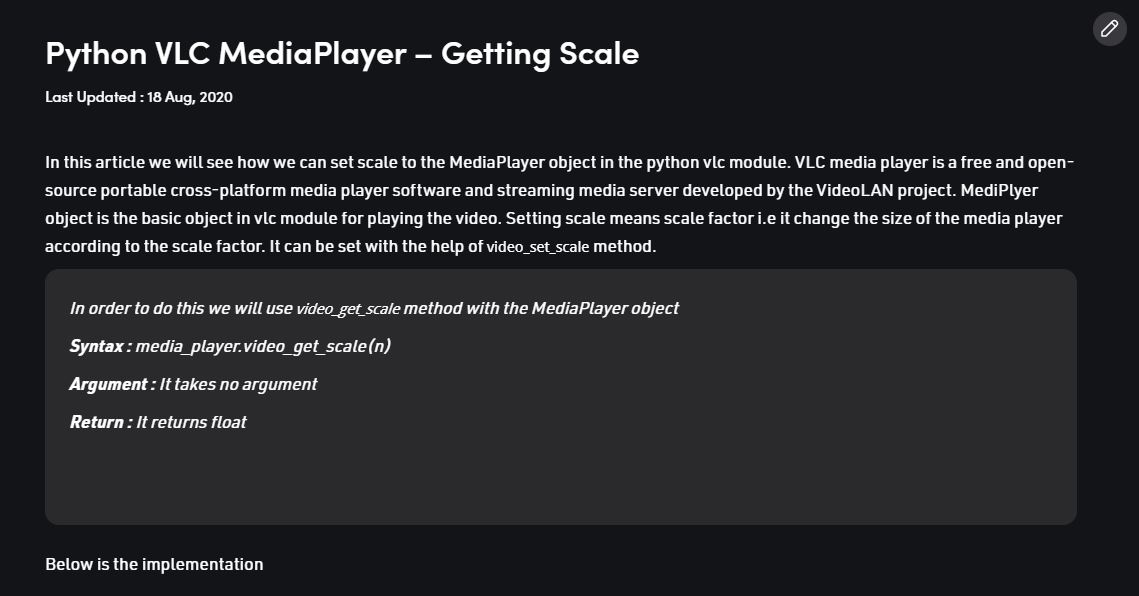 Python VLC MediaPlayer – Getting Scale
Last Updated : 18 Aug, 2020
In this article we will see how we can set scale to the MediaPlayer object in the python vlc module. VLC media player is a free and open-
source portable cross-platform media player software and streaming media server developed by the VideoLAN project. MediPlyer
object is the basic object in vlc module for playing the video. Setting scale means scale factor i.e it change the size of the media player
according to the scale factor. It can be set with the help of video_set_scale method.
In order to do this we will use video_get_scale method with the MediaPlayer object
Syntax : media_player.video_get_scale(n)
Argument : It takes no argument
Return : It returns float
Below is the implementation